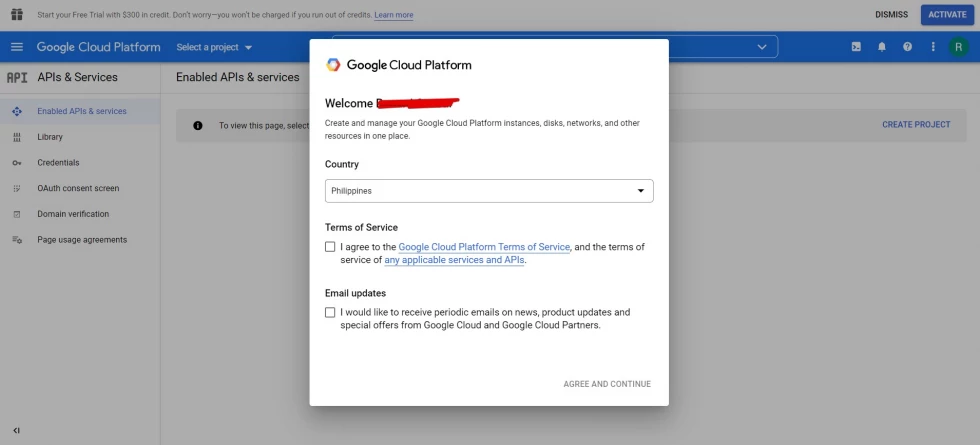 Start your Free Trial with $300 in credit. Don't worry—you won't be charged if you run out of credits. Learn more
DISMISS
ACTIVATE
Google Cloud Platform
Select a project
R
API
APIs & Services
Enabled APIs & services
Enabled APIs & services
Library
Credentials
OAuth consent screen
Domain verification
Page usage agreements
To view this page, select
CREATE PROJECT
Google Cloud Platform
Welcome
Create and manage your Google Cloud Platform instances, disks, networks, and other
resources in one place.
Country
Philippines
Terms of Service
I agree to the Google Cloud Platform Terms of Service, and the terms of
service of any applicable services and APIs.
Email updates
I would like to receive periodic emails on news, product updates and
special offers from Google Cloud and Google Cloud Partners.
AGREE AND CONTINUE